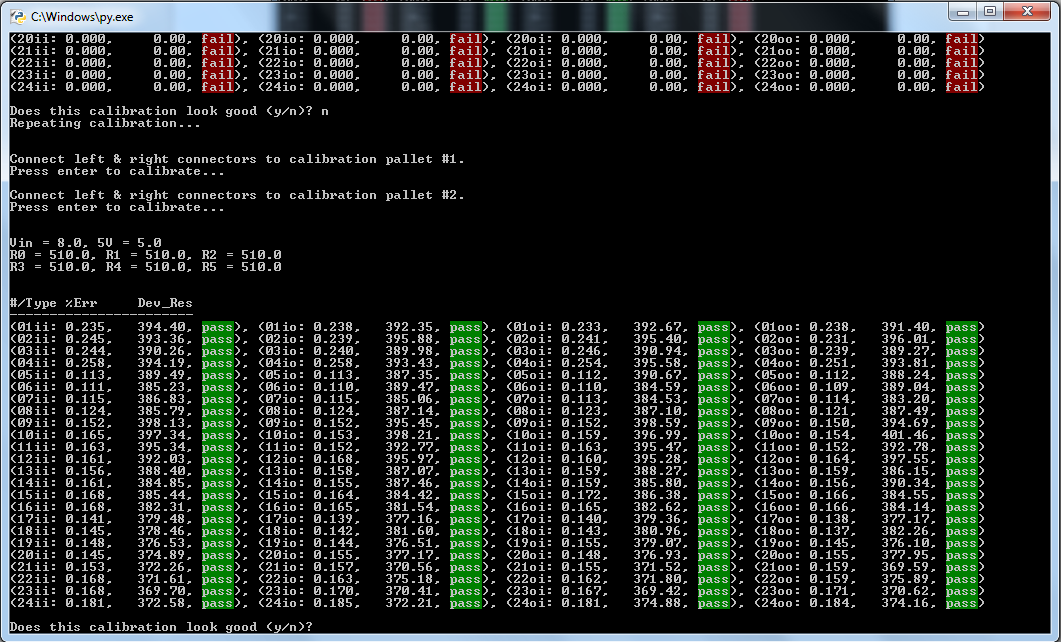 C:\Windows\py.exe
(20ii: 0.000, 0.00, fail), (20io: 0.000, 0.00, fail), (20oi: 0.000, 0.00, fail), (20oo: 0.000, 0.00, fail)
(21ii: 0.000, 0.00, fail), (21io: 0.000, 0.00, fail), (21oi: 0.000, 0.00, fail), (21oo: 0.000, 0.00, fail)
(22ii: 0.000, 0.00, fail), (22io: 0.000, 0.00, fail), (22oi: 0.000, 0.00, fail), (22oo: 0.000, 0.00, fail)
(23ii: 0.000, 0.00, fail), (23io: 0.000, 0.00, fail), (23oi: 0.000, 0.00, fail), (23oo: 0.000, 0.00, fail)
(24ii: 0.000, 0.00, fail), (24io: 0.000, 0.00, fail), (24oi: 0.000, 0.00, fail), (24oo: 0.000, 0.00, fail)
Does this calibration look good (y/n)? n
Repeating calibration...
Connect left & right connectors to calibration pallet #1.
Press enter to calibrate...
Connect left & right connectors to calibration pallet #2.
Press enter to calibrate...
Vin = 8.0, 5V = 5.0
R0 = 510.0, R1 = 510.0, R2 = 510.0
R3 = 510.0, R4 = 510.0, R5 = 510.0
#/Type %Err Dev_Res
-----------------------
(01ii: 0.235, 394.40, pass), (01io: 0.238, 392.35, pass), (01oi: 0.233, 392.67, pass), (01oo: 0.238, 391.40, pass)
(02ii: 0.245, 393.36, pass), (02io: 0.239, 395.88, pass), (02oi: 0.241, 395.40, pass), (02oo: 0.231, 396.01, pass)
(03ii: 0.244, 390.26, pass), (03io: 0.240, 389.98, pass), (03oi: 0.246, 390.94, pass), (03oo: 0.239, 389.27, pass)
(04ii: 0.258, 394.19, pass), (04io: 0.258, 393.43, pass), (04oi: 0.254, 395.58, pass), (04oo: 0.251, 393.81, pass)
(05ii: 0.113, 389.49, pass), (05io: 0.113, 387.35, pass), (05oi: 0.112, 390.67, pass), (05oo: 0.112, 388.24, pass)
(06ii: 0.111, 385.23, pass), (06io: 0.110, 389.47, pass), (06oi: 0.110, 384.59, pass), (06oo: 0.109, 389.04, pass)
(07ii: 0.115, 386.83, pass), (07io: 0.115, 385.06, pass), (07oi: 0.113, 384.53, pass), (07oo: 0.114, 383.20, pass)
(08ii: 0.124, 385.79, pass), (08io: 0.124, 387.14, pass), (08oi: 0.123, 387.10, pass), (08oo: 0.121, 387.49, pass)
(09ii: 0.152, 398.13, pass), (09io: 0.152, 395.45, pass), (09oi: 0.152, 398.59, pass), (09oo: 0.150, 394.69, pass)
(10ii: 0.165, 397.34, pass), (10io: 0.153, 398.21, pass), (10oi: 0.159, 396.99, pass), (10oo: 0.154, 401.46, pass)
(11ii: 0.163, 395.34, pass), (11io: 0.152, 392.77, pass), (11oi: 0.163, 395.47, pass), (11oo: 0.152, 392.78, pass)
(12ii: 0.161, 392.03, pass), (12io: 0.168, 395.97, pass), (12oi: 0.160, 395.28, pass), (12oo: 0.164, 397.55, pass)
(13ii: 0.156, 388.40, pass), (13io: 0.158, 387.07, pass), (13oi: 0.159, 388.27, pass), (13oo: 0.159, 386.15, pass)
(14ii: 0.161, 384.85, pass), (14io: 0.155, 387.46, pass), (14oi: 0.159, 385.80, pass), (14oo: 0.156, 390.34, pass)
(15ii: 0.168, 385.44, pass), (15io: 0.164, 384.42, pass), (15oi: 0.172, 386.38, pass), (15oo: 0.166, 384.55, pass)
(16ii: 0.168, 382.31, pass), (16io: 0.165, 381.54, pass), (16oi: 0.165, 382.62, pass), (16oo: 0.166, 384.14, pass)
(17ii: 0.141, 379.48, pass), (17io: 0.139, 377.16, pass), (17oi: 0.140, 379.36, pass), (17oo: 0.138, 377.17, pass)
(18ii: 0.145, 378.46, pass), (18io: 0.142, 381.60, pass), (18oi: 0.143, 380.96, pass), (18oo: 0.137, 382.26, pass)
(19ii: 0.148, 376.53, pass), (19io: 0.144, 376.51, pass), (19oi: 0.155, 379.07, pass), (19oo: 0.145, 376.10, pass)
(20ii: 0.145, 374.89, pass), (20io: 0.155, 377.17, pass), (20oi: 0.148, 376.93, pass), (20oo: 0.155, 377.95, pass)
(21ii: 0.153, 372.26, pass), (21io: 0.157, 370.56, pass), (21oi: 0.155, 371.52, pass), (21oo: 0.159, 369.59, pass)
(22ii: 0.168, 371.61, pass), (22io: 0.163, 375.18, pass), (22oi: 0.162, 371.80, pass), (22oo: 0.159, 375.89, pass)
(23ii: 0.168, 369.70, pass), (23io: 0.170, 370.41, pass), (23oi: 0.167, 369.42, pass), (23oo: 0.171, 370.62, pass)
(24ii: 0.181, 372.58, pass), (24io: 0.185, 372.21, pass), (24oi: 0.181, 374.88, pass), (24oo: 0.184, 374.16, pass)
Does this calibration look good (y/n)?